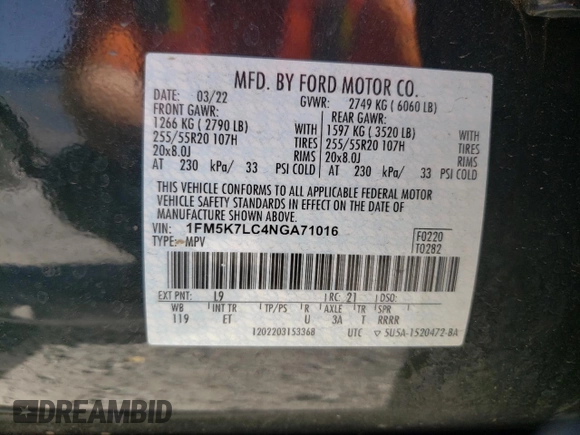 MFD. BY FORD MOTOR CO.
DATE: 03/22 GVWR: 2749 KG ( 6060 LB)
FRONT GAWR: REAR GAWR:
1266 KG ( 2790 LB) WITH 1597 KG ( 3520 LB) WITH
255/55R20 107H TIRES 255/55R20 107H TIRES
20x8.0J RIMS 20x8.0J RIMS
AT 230 kPa/ 33 PSI COLD AT 230 kPa/ 33 PSI COLD
THIS VEHICLE CONFORMS TO ALL APPLICABLE FEDERAL MOTOR
VEHICLE SAFETY STANDARDS IN EFFECT ON THE DATE OF
MANUFACTURE SHOWN ABOVE.
VIN: 1FM5K7LC4NGA71016 F0220
TYPE: MPV T0282
EXT PNT: L9 RC: 21 DSO:
WB INT TR TP/PS R AXLE TR SPR
119 ET U 3A T RRRR
1202203153368 UTC ▽ 5U5A-1520472-BA
DREAMBID